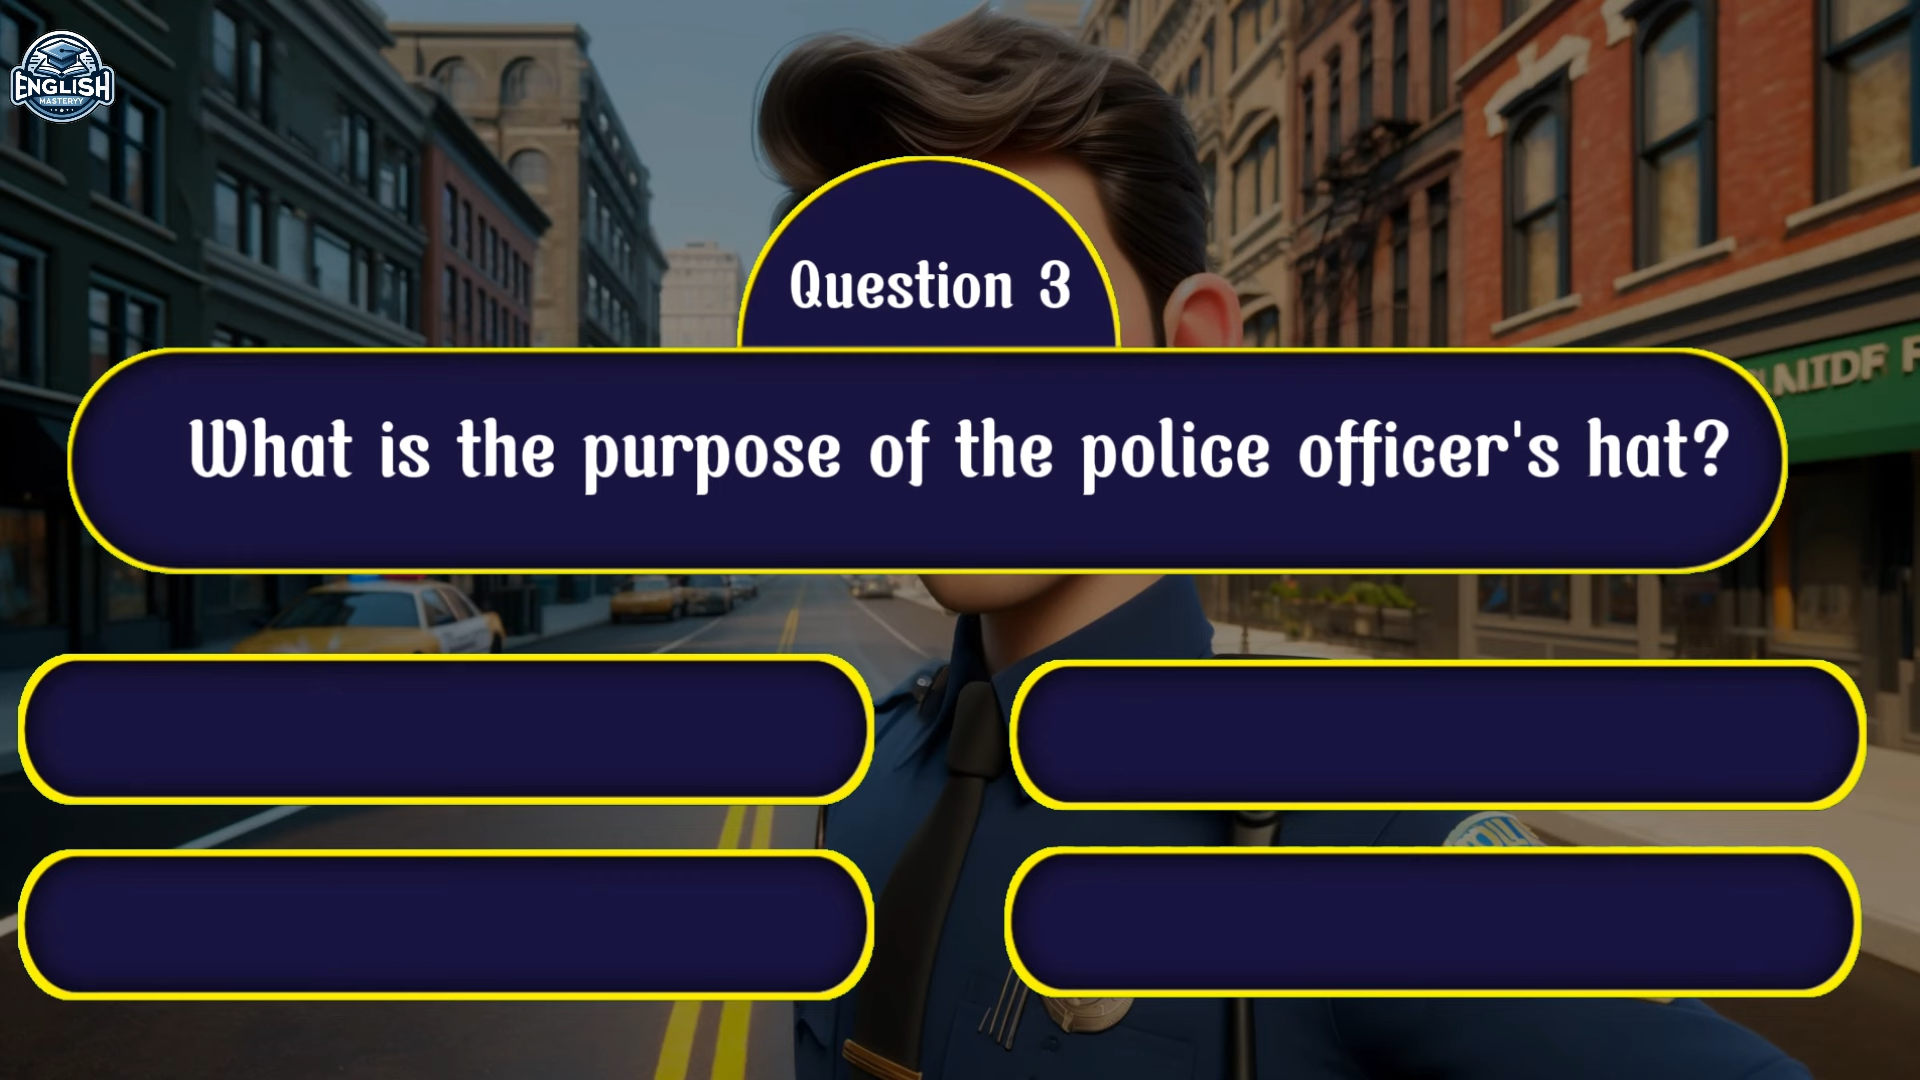 ENGLISH
MASTERYY
Question 3
What is the purpose of the police officer's hat?